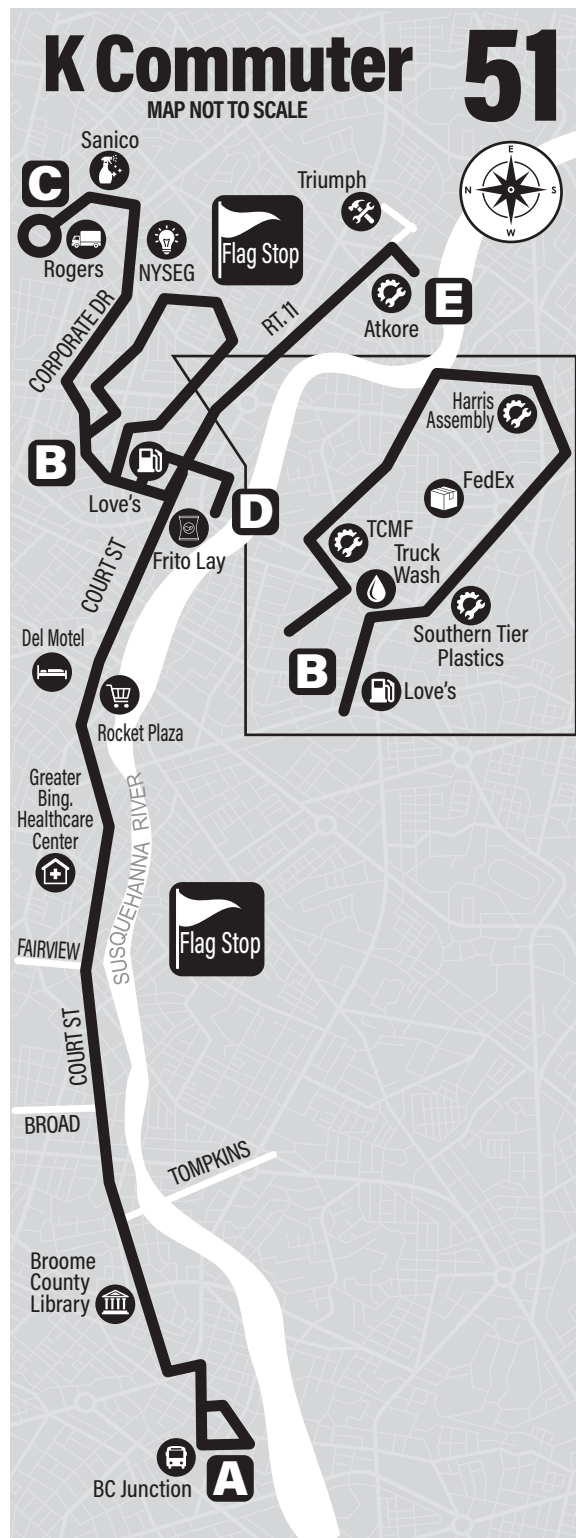 K Commuter 51
MAP NOT TO SCALE
Sanico
C
Rogers
NYSEG
Flag Stop
Triumph
E
N
S
W
CORPORATE DR
RT. 11
Atkore
E
B
Love's
D
Frito Lay
COURT ST
Harris
Assembly
FedEx
TCMF
Truck
Wash
Southern Tier
Plastics
B
Love's
Del Motel
Rocket Plaza
Greater
Bing.
Healthcare
Center
SUSQUEHANNA RIVER
Flag Stop
FAIRVIEW
COURT ST
BROAD
TOMPKINS
Broome
County
Library
BC Junction
A